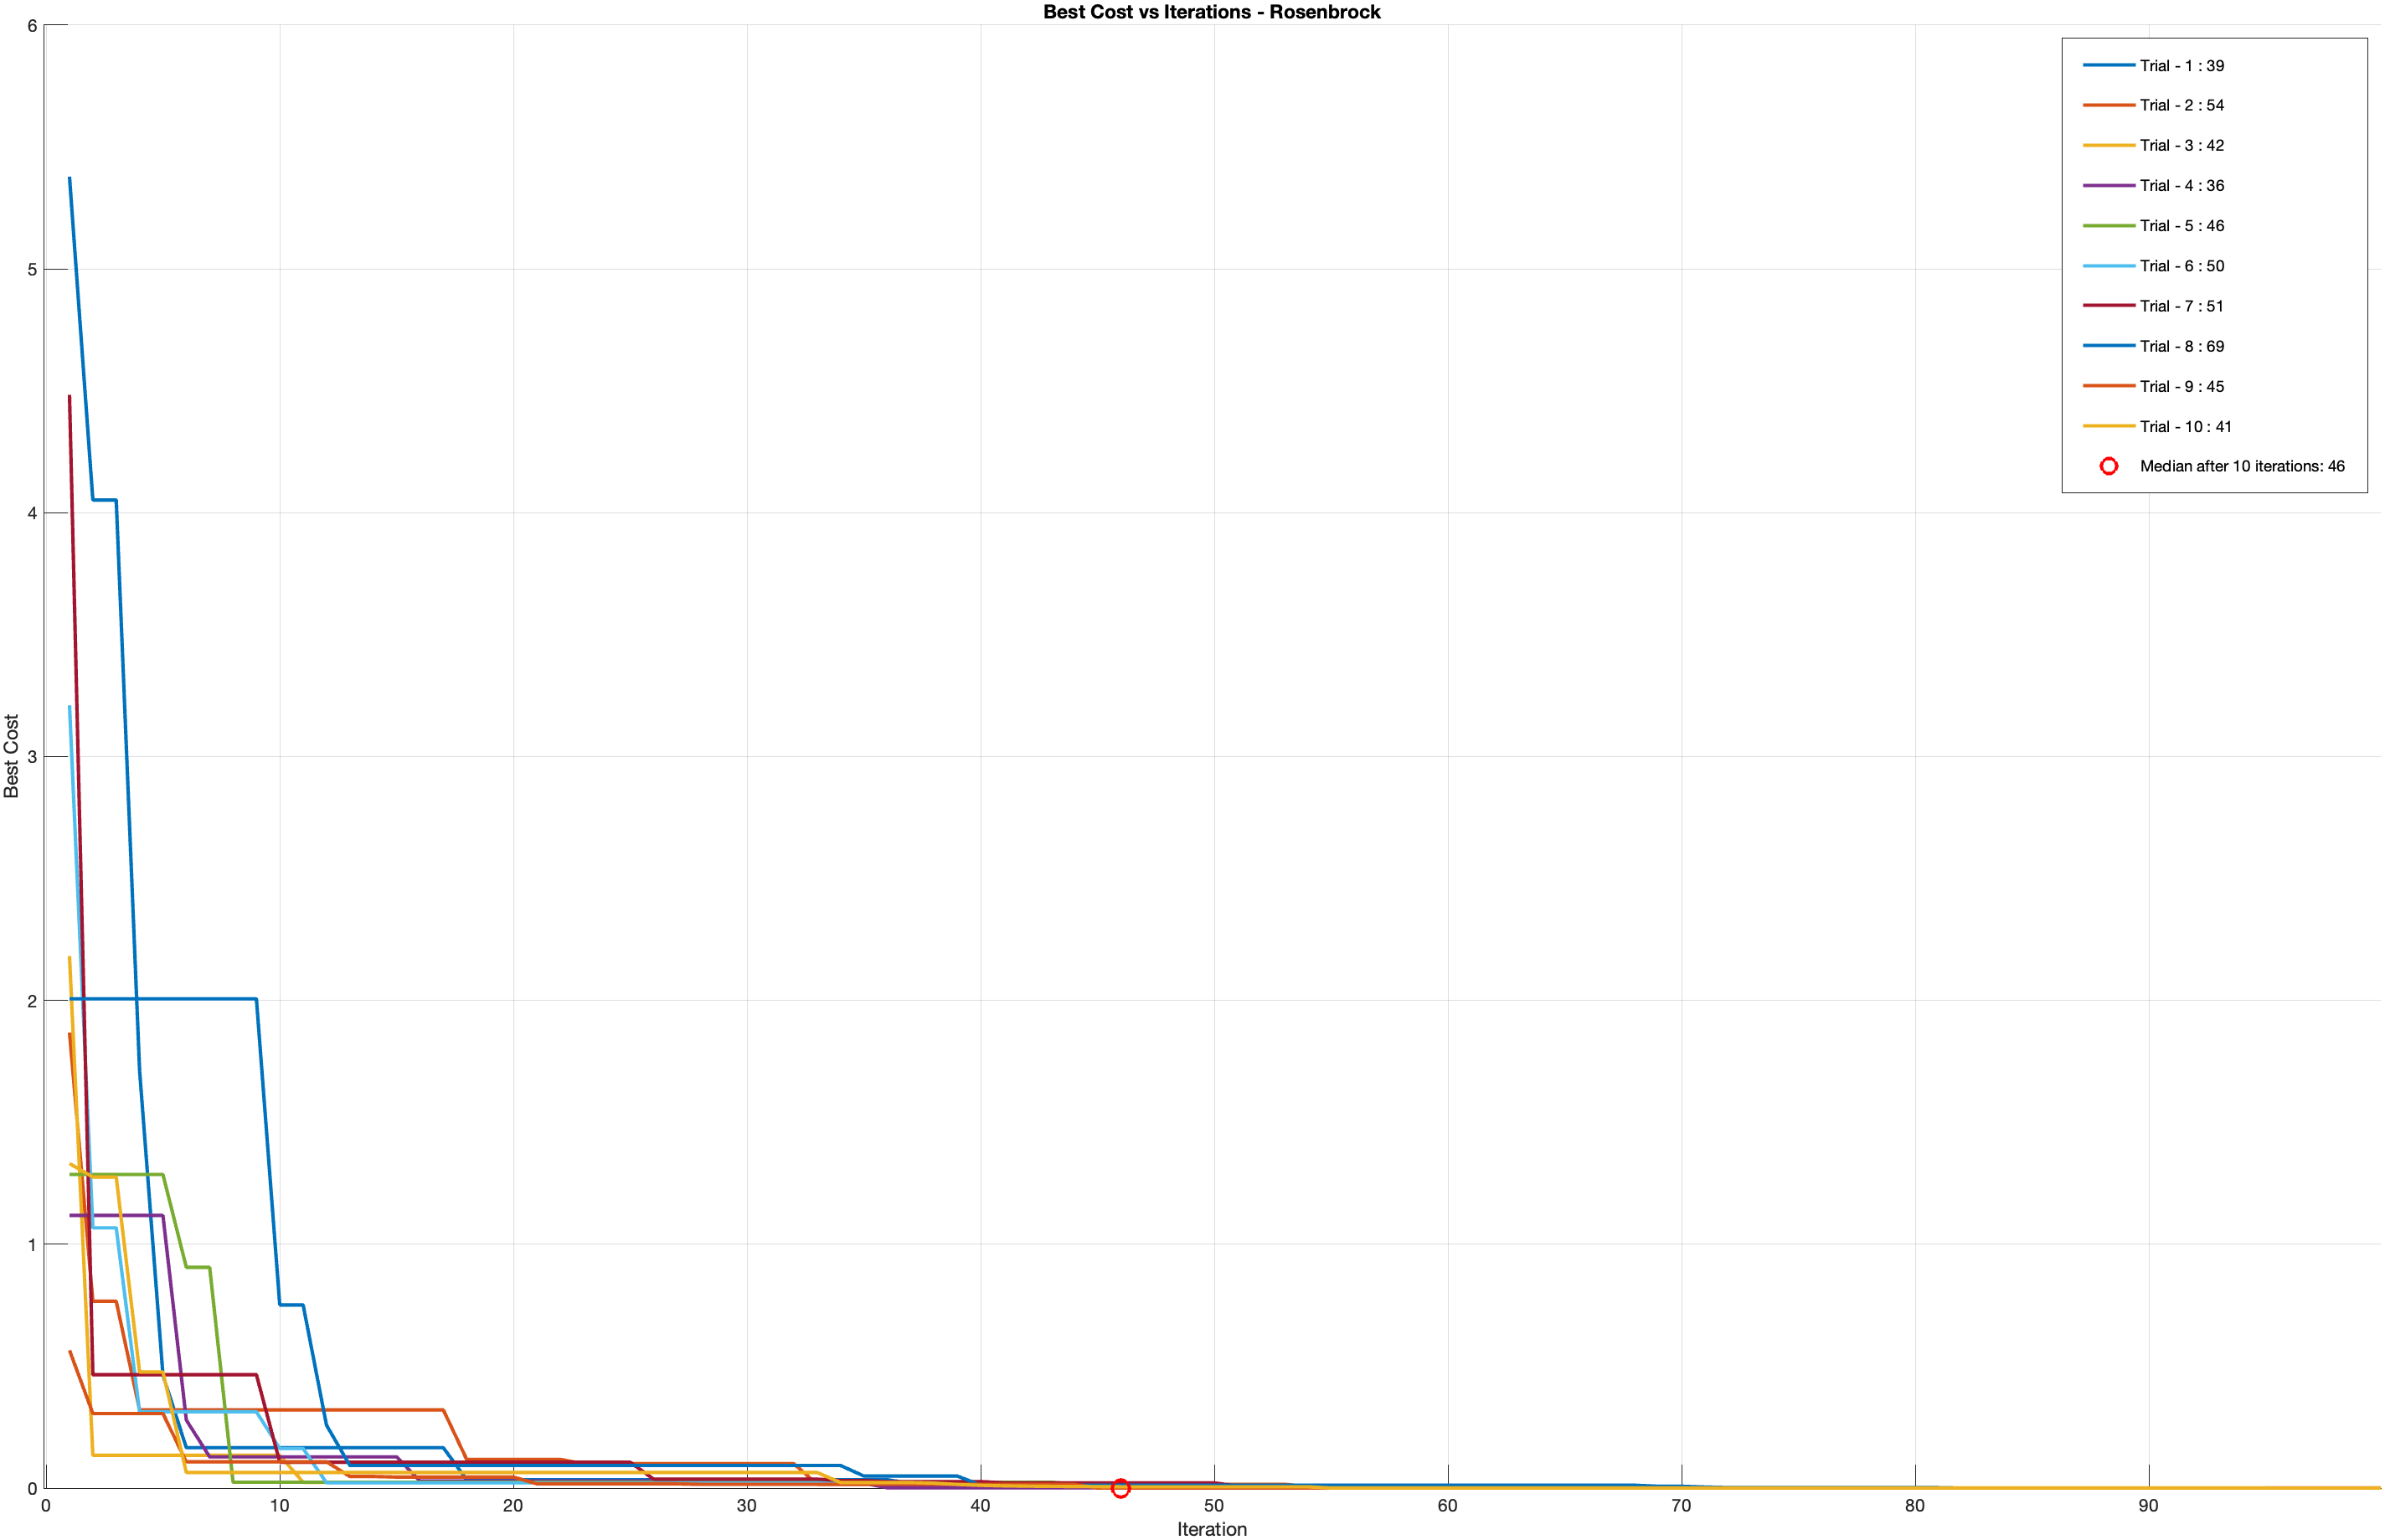 Best Cost vs Iterations - Rosenbrock
6
5
4
3
2
1
0
Best Cost
Trial - 1 : 39
Trial - 2 : 54
Trial - 3 : 42
Trial - 4 : 36
Trial - 5 : 46
Trial - 6 : 50
Trial - 7 : 51
Trial - 8 : 69
Trial - 9 : 45
Trial - 10 : 41
Median after 10 iterations: 46
0 10 20 30 40 50 60 70 80 90
Iteration